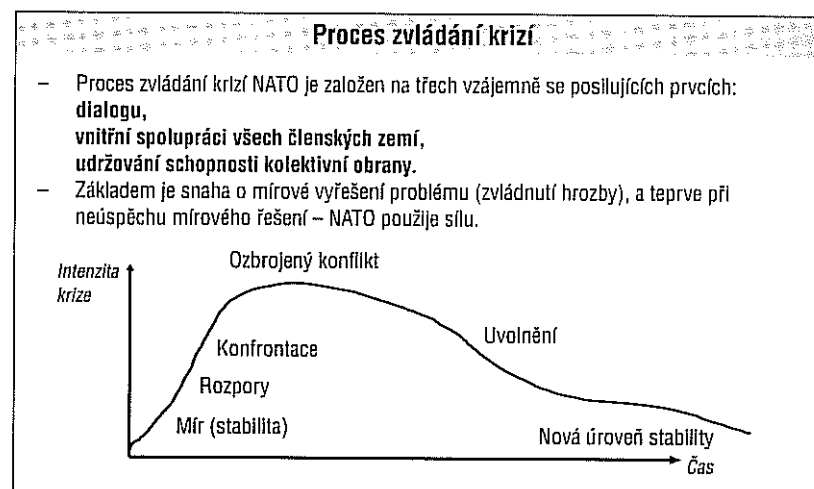 Proces zvládání krizí
– Proces zvládání krizí NATO je založen na třech vzájemně se posilujících prvcích:
dialogu,
vnitřní spolupráci všech členských zemí,
udržování schopnosti kolektivní obrany.
– Základem je snaha o mírové vyřešení problému (zvládnutí hrozby), a teprve při
neúspěchu mírového řešení – NATO použije sílu.
Intenzita
krize
Ozbrojený konflikt
Uvolnění
Konfrontace
Rozpory
Mír (stabilita)
Nová úroveň stability
Čas